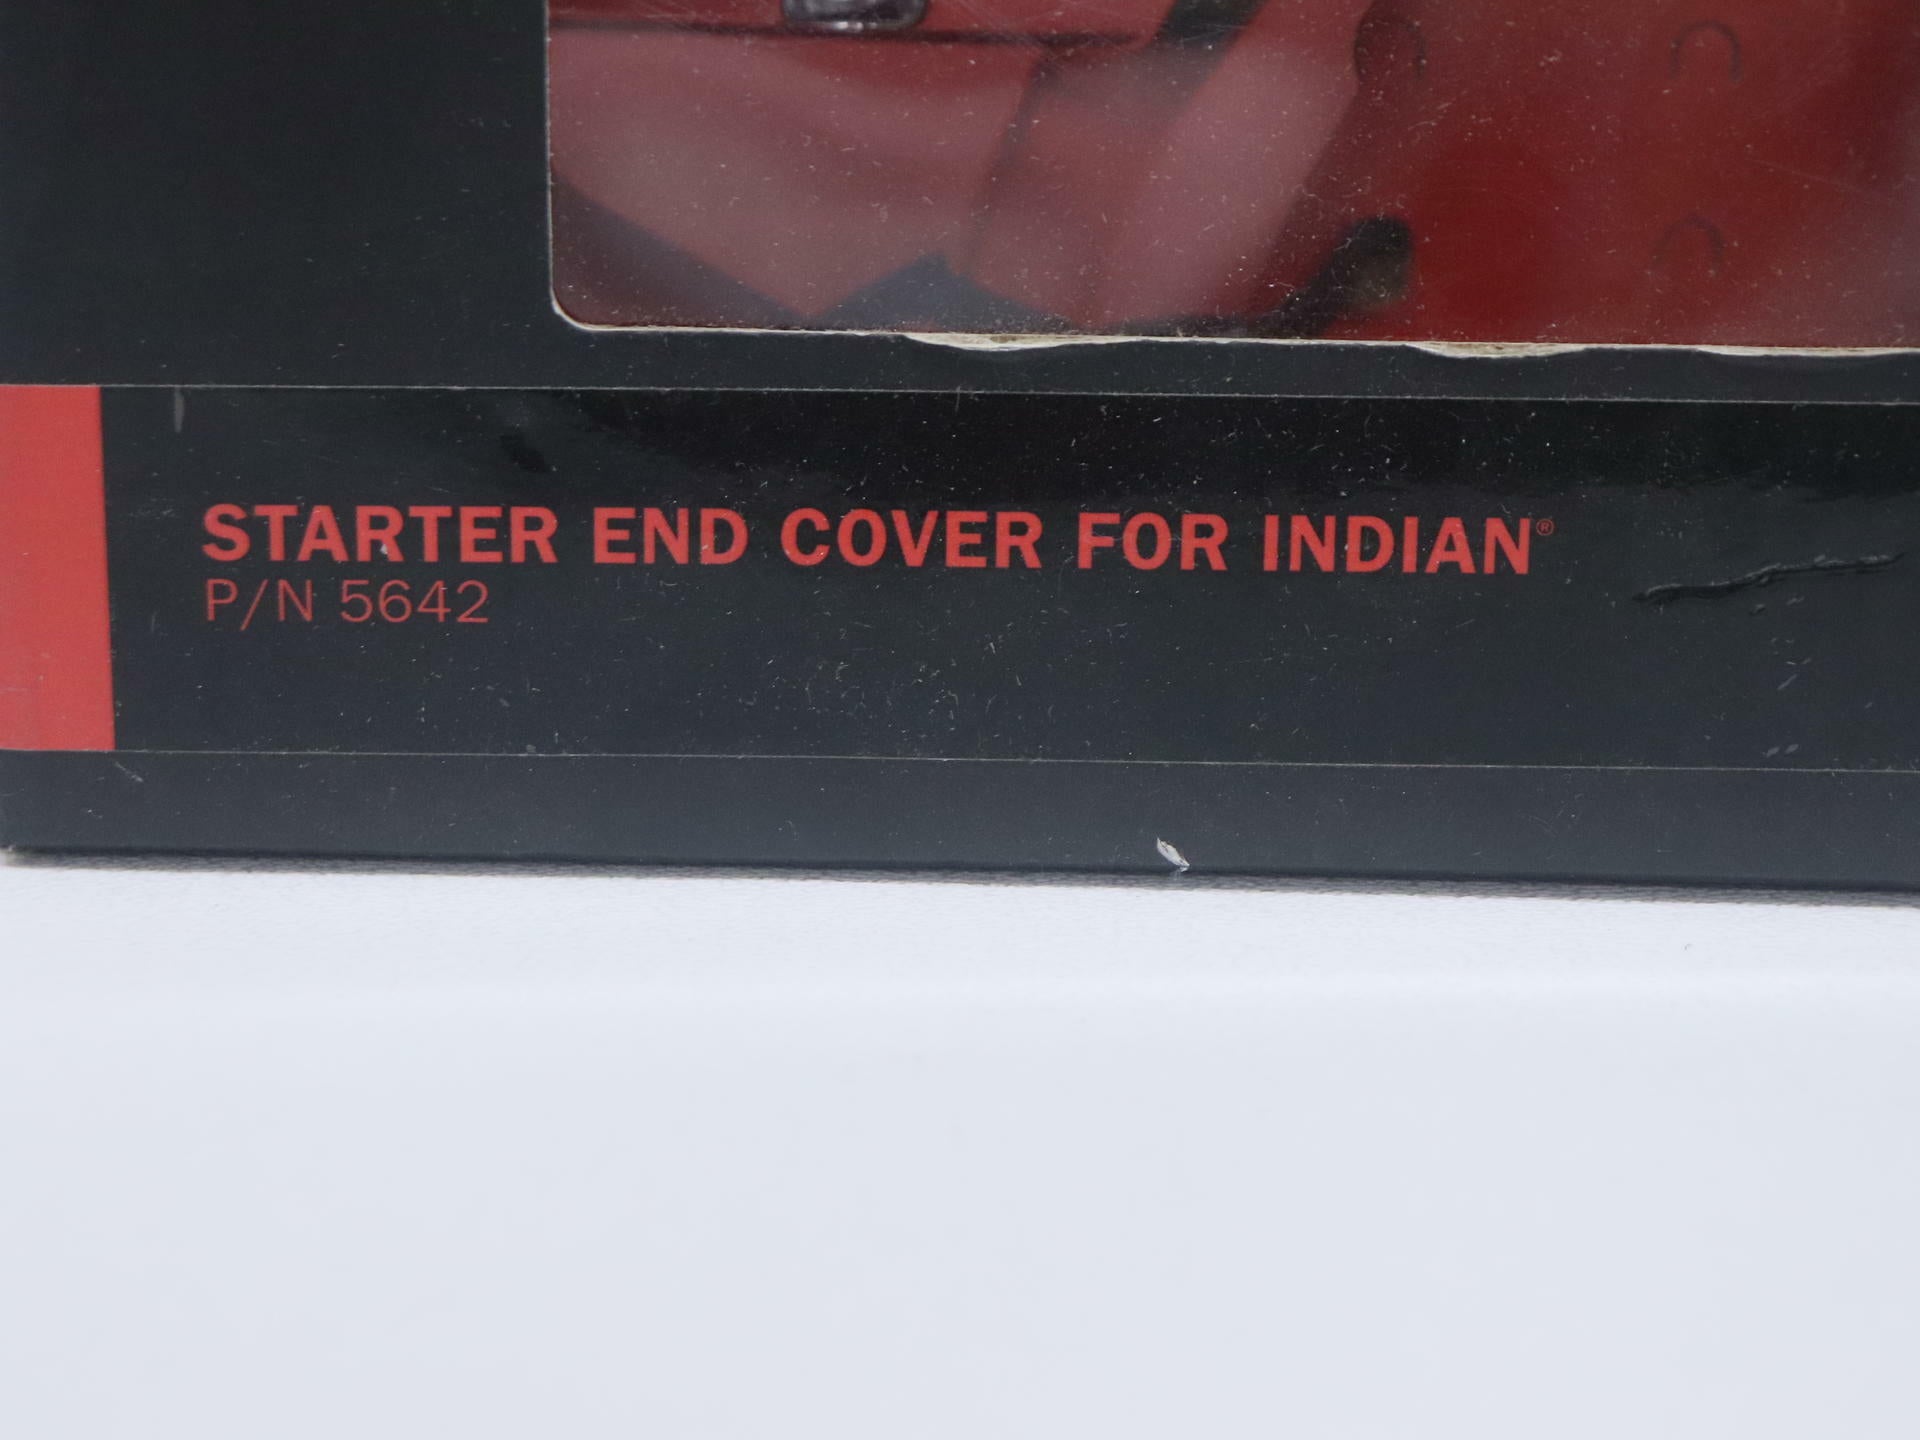 STARTER END COVER FOR INDIAN®
P/N 5642